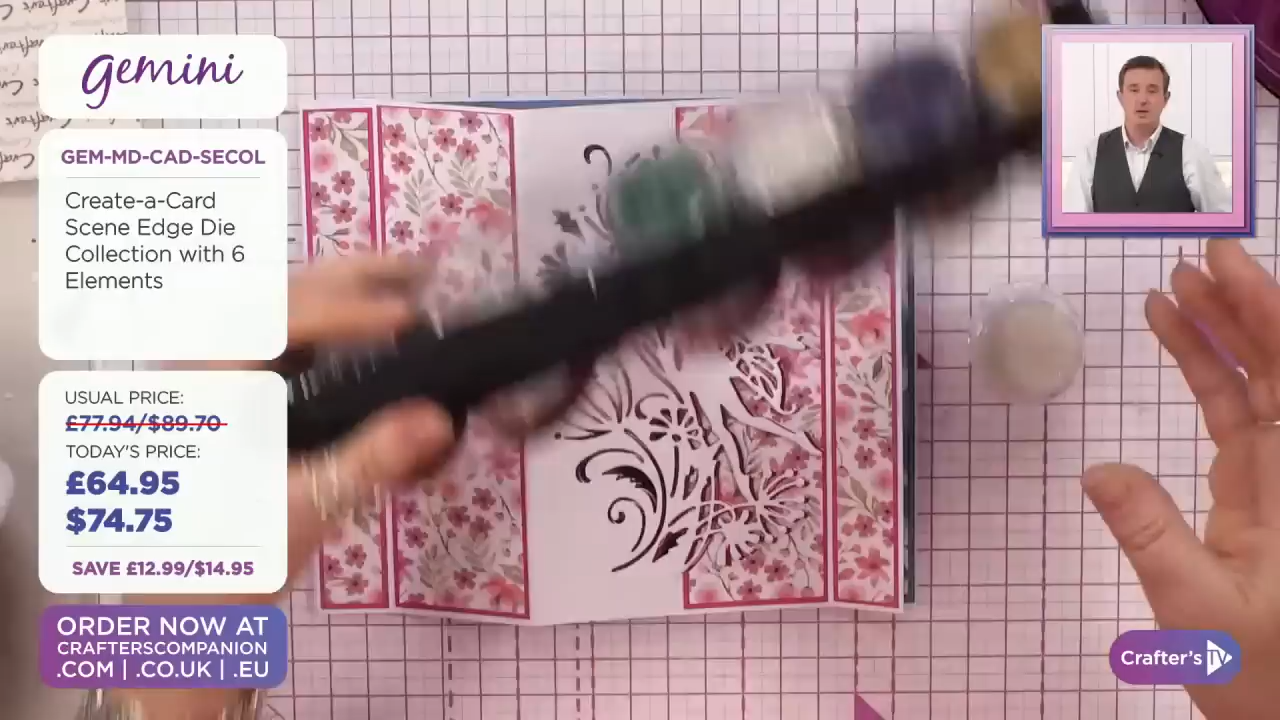 gemini
GEM-MD-CAD-SECOL
Create-a-Card
Scene Edge Die
Collection with 6
Elements
USUAL PRICE:
£77.94/$89.70
TODAY'S PRICE:
£64.95
$74.75
SAVE £12.99/$14.95
ORDER NOW AT
CRAFTERSCOMPANION
.COM | .CO.UK | .EU
Crafter's TV